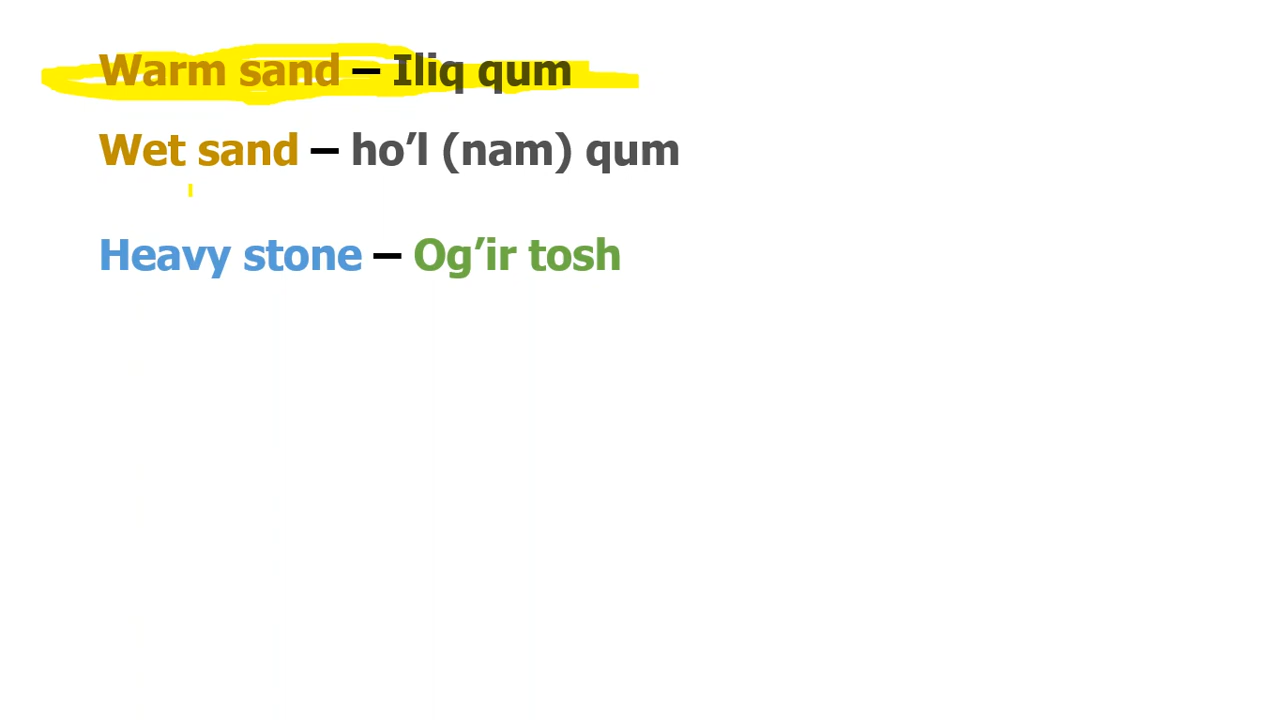 Warm sand – Iliq qum
Wet sand – ho’l (nam) qum
Heavy stone – Og’ir tosh